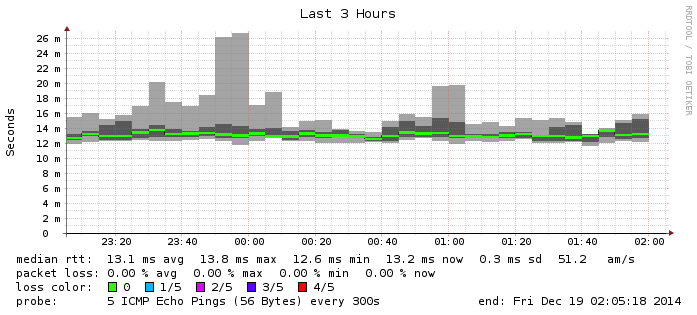 Last 3 Hours
RRDTOOL / TOBI OETIKER
Seconds
26 m
24 m
22 m
20 m
18 m
16 m
14 m
12 m
10 m
8 m
6 m
4 m
2 m
0
23:20 23:40 00:00 00:20 00:40 01:00 01:20 01:40 02:00
median rtt: 13.1 ms avg 13.8 ms max 12.6 ms min 13.2 ms now 0.3 ms sd 51.2 am/s
packet loss: 0.00 % avg 0.00 % max 0.00 % min 0.00 % now
loss color: 0 1/5 2/5 3/5 4/5
probe: 5 ICMP Echo Pings (56 Bytes) every 300s end: Fri Dec 19 02:05:18 2014